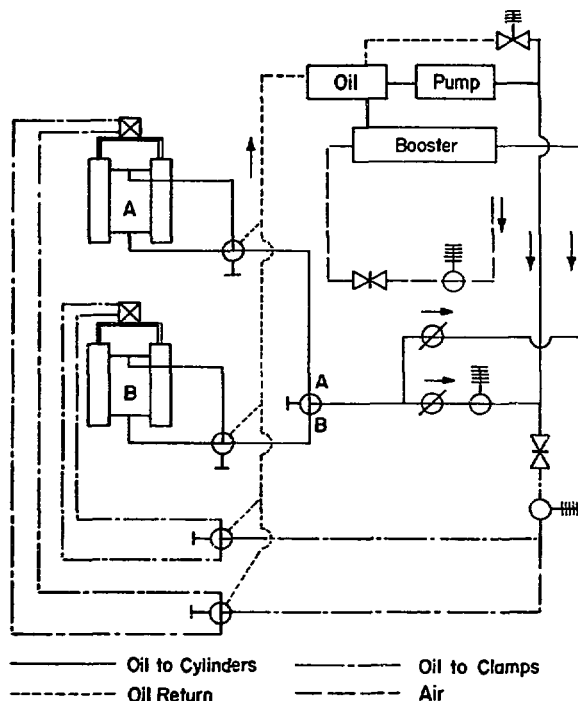 Oil
Pump
Booster
A
B
A
B
Oil to Cylinders
Oil to Clamps
Oil Return
Air